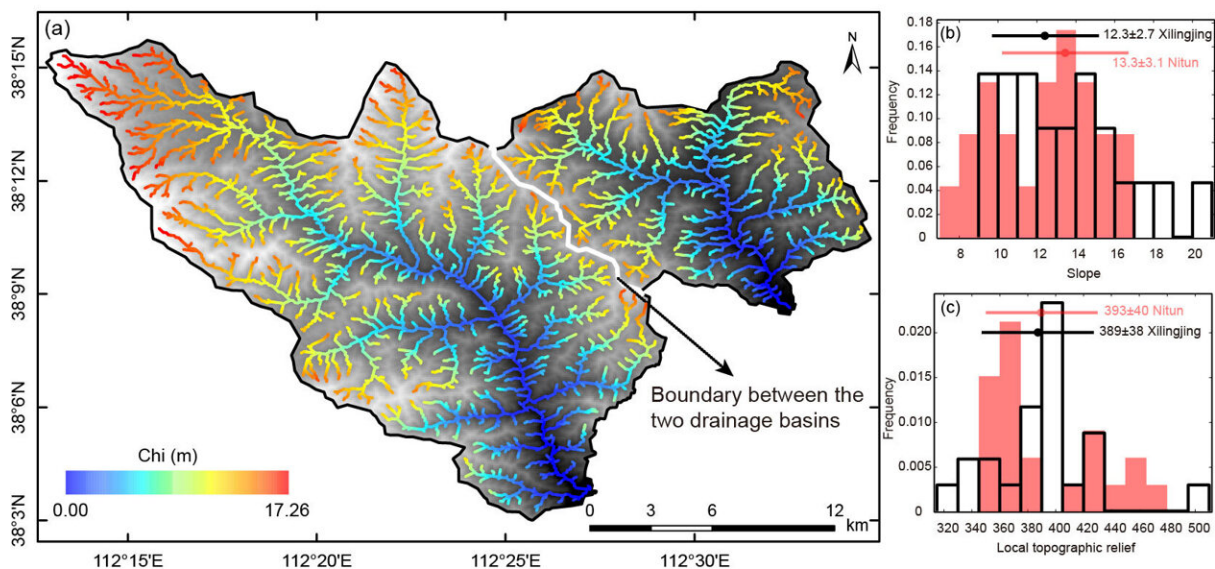 (a)
N
38°15'N
38°12'N
38°9'N
38°6'N
38°3'N
112°15'E
112°20'E
112°25'E
112°30'E
Boundary between the
two drainage basins
Chi (m)
0.00
17.26
0
3
6
12
km
(b)
12.3±2.7 Xilingjing
13.3±3.1 Nitun
Frequency
0.18
0.16
0.14
0.12
0.10
0.08
0.06
0.04
0.02
0.00
8
10
12
14
16
18
20
Slope
(c)
393±40 Nitun
389±38 Xilingjing
Frequency
0.020
0.015
0.010
0.005
0
320
340
360
380
400
420
440
460
480
500
Local topographic relief